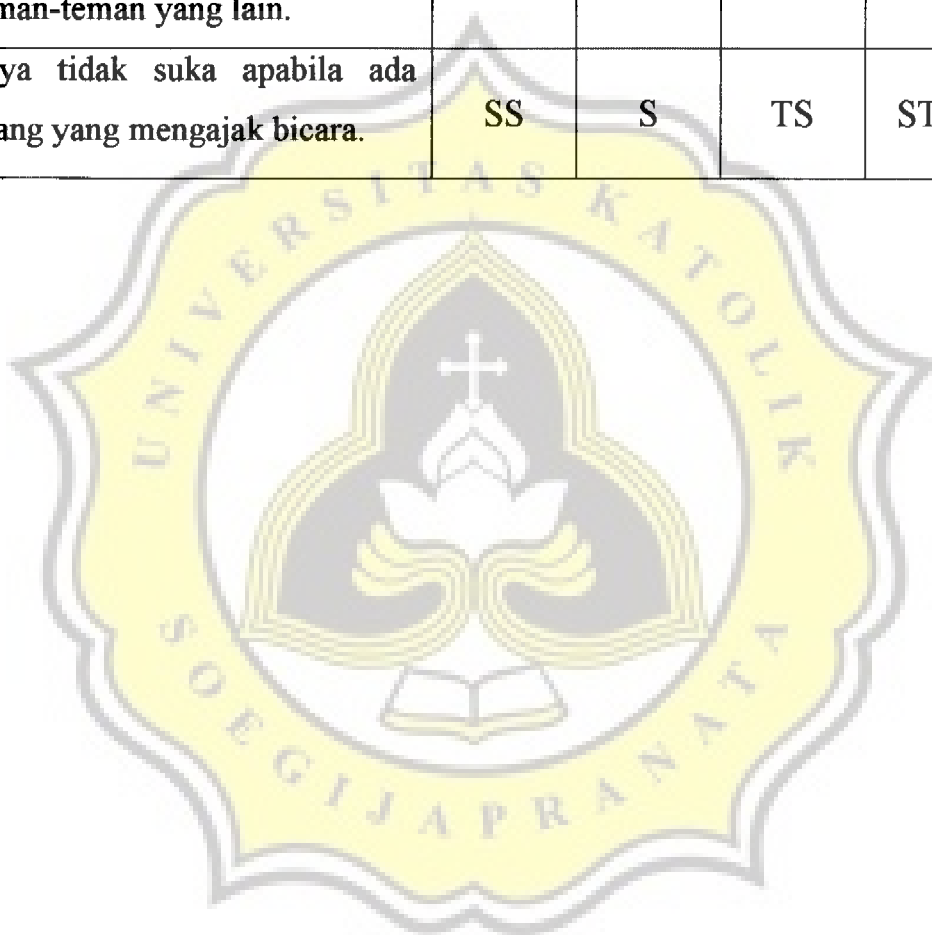 man-teman yang lain.
ya tidak suka apabila ada
ang yang mengajak bicara.
SS S TS ST
UNIVERSITAS KATOLIK
SOEGIJAPRANATA